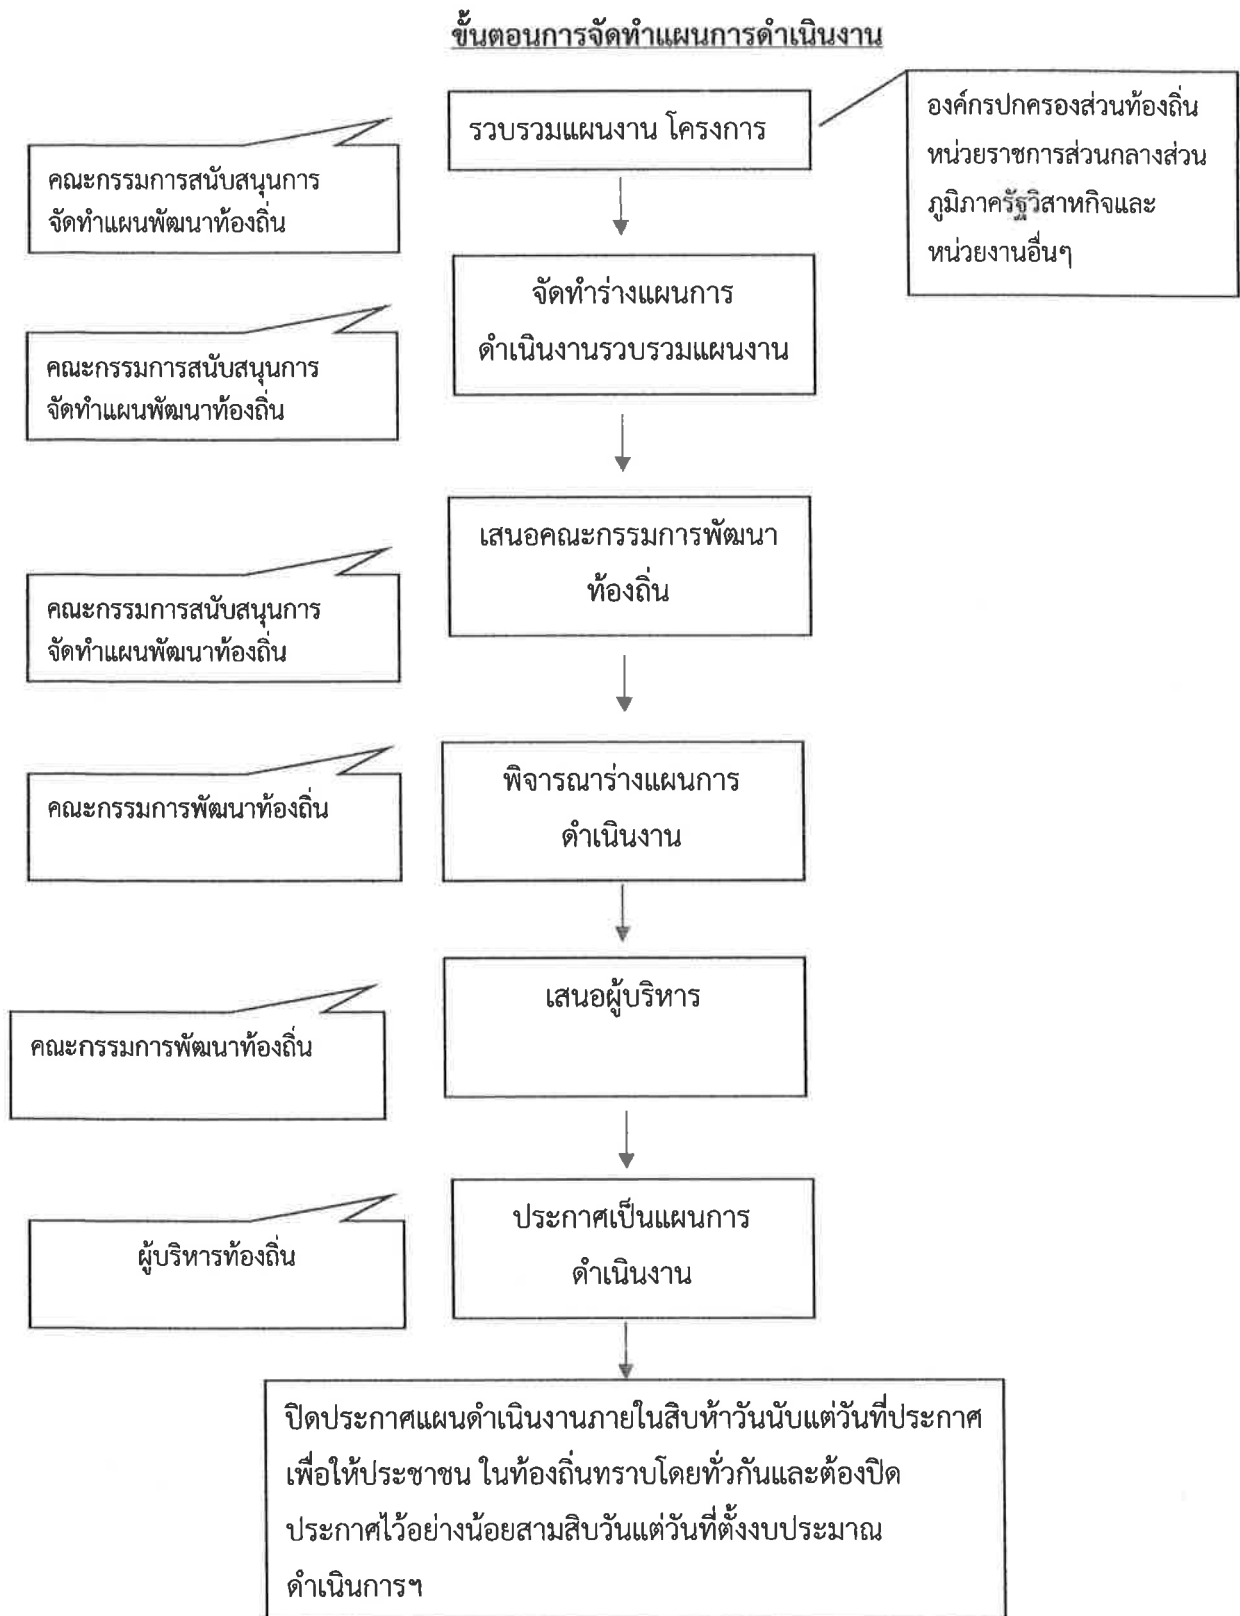 ขั้นตอนการจัดทำแผนการดำเนินงาน
รวบรวมแผนงาน โครงการ
องค์กรปกครองส่วนท้องถิ่น
หน่วยราชการส่วนกลางส่วน
ภูมิภาครัฐวิสาหกิจและ
หน่วยงานอื่นๆ
คณะกรรมการสนับสนุนการ
จัดทำแผนพัฒนาท้องถิ่น
จัดทำร่างแผนการ
ดำเนินงานรวบรวมแผนงาน
คณะกรรมการสนับสนุนการ
จัดทำแผนพัฒนาท้องถิ่น
เสนอคณะกรรมการพัฒนา
ท้องถิ่น
คณะกรรมการสนับสนุนการ
จัดทำแผนพัฒนาท้องถิ่น
พิจารณาร่างแผนการ
ดำเนินงาน
คณะกรรมการพัฒนาท้องถิ่น
เสนอผู้บริหาร
คณะกรรมการพัฒนาท้องถิ่น
ประกาศเป็นแผนการ
ดำเนินงาน
ผู้บริหารท้องถิ่น
ปิดประกาศแผนดำเนินงานภายในสิบห้าวันนับแต่วันที่ประกาศ
เพื่อให้ประชาชน ในท้องถิ่นทราบโดยทั่วกันและต้องปิด
ประกาศไว้อย่างน้อยสามสิบวันแต่วันที่ตั้งงบประมาณ
ดำเนินการฯ